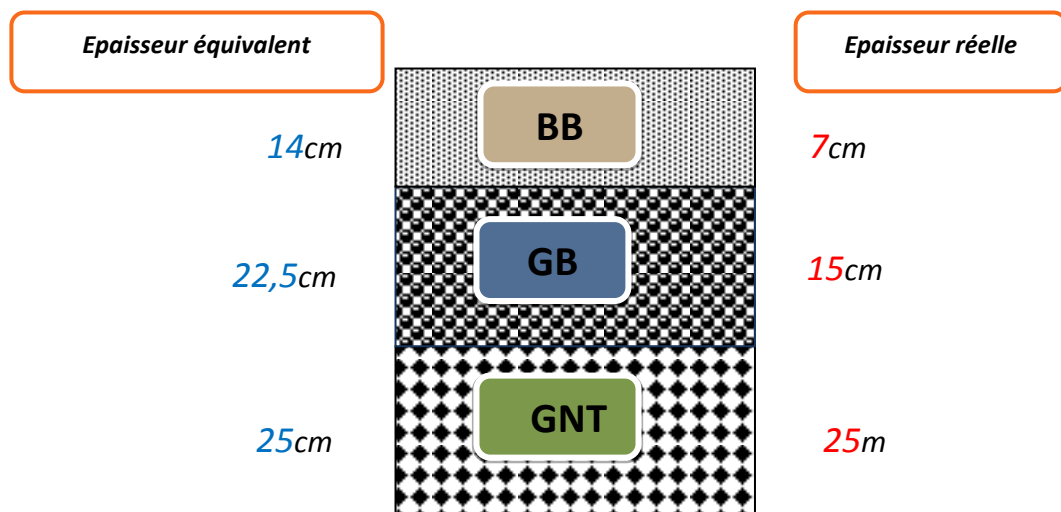 Epaisseur équivalent
Epaisseur réelle
BB
14cm
7cm
GB
22,5cm
15cm
GNT
25cm
25m